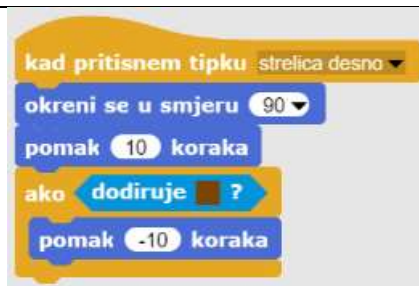 kad pritisnem tipku strelica desno
okreni se u smjeru 90
pomak 10 koraka
ako dodiruje ?
pomak -10 koraka